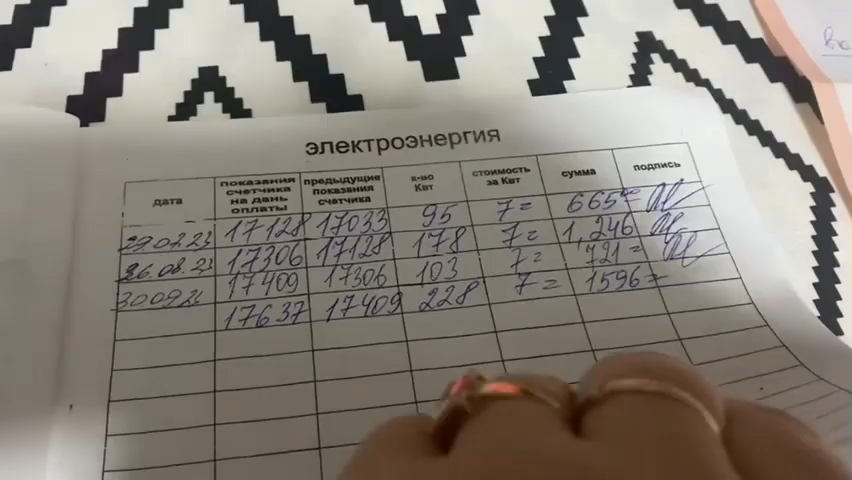 электроэнергия
дата показания счетчика на день оплаты предыдущие показания счетчика к-во Квт стоимость за Квт сумма подпись
29.07.23 17128 17033 95 7= 665=
26.08.23 17306 17128 178 7= 1,246
30.09.2 17409 17306 103 7= 721=
17637 17409 228 7= 1596=